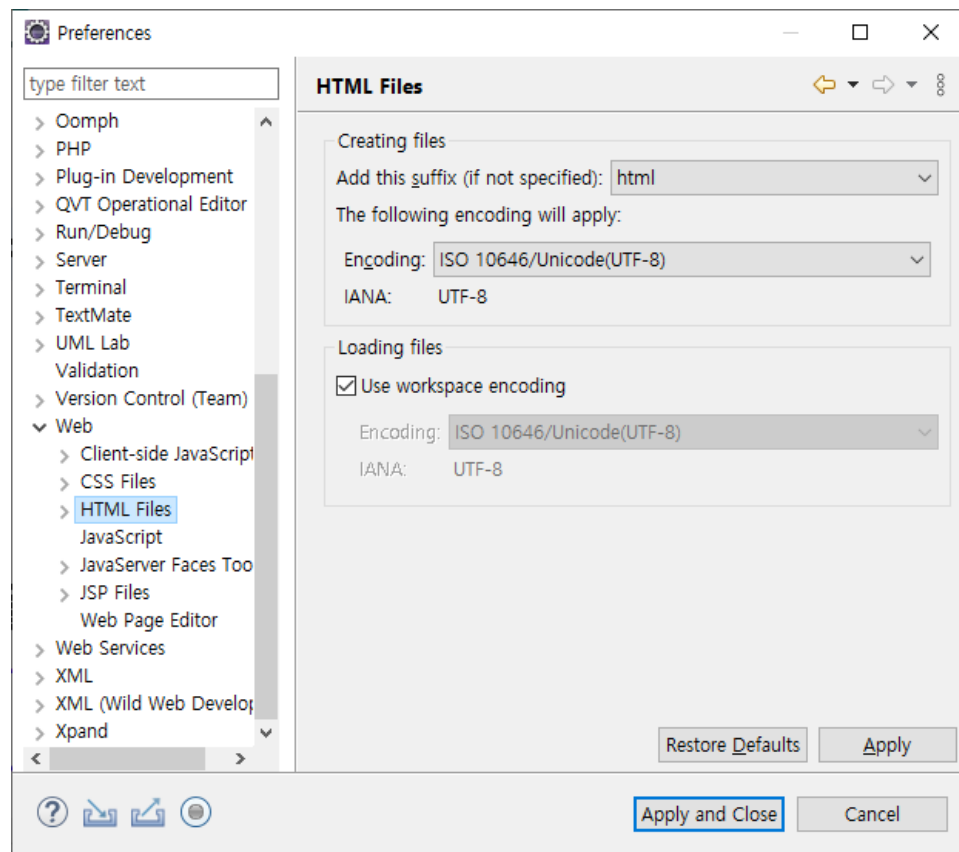 Preferences
type filter text
Oomph
PHP
Plug-in Development
QVT Operational Editor
Run/Debug
Server
Terminal
TextMate
UML Lab
Validation
Version Control (Team)
Web
Client-side JavaScript
CSS Files
HTML Files
JavaScript
JavaServer Faces Too
JSP Files
Web Page Editor
Web Services
XML
XML (Wild Web Develop
Xpand
HTML Files
Creating files
Add this suffix (if not specified): html
The following encoding will apply:
Encoding: ISO 10646/Unicode(UTF-8)
IANA: UTF-8
Loading files
Use workspace encoding
Encoding: ISO 10646/Unicode(UTF-8)
IANA: UTF-8
Restore Defaults Apply
? Apply and Close Cancel